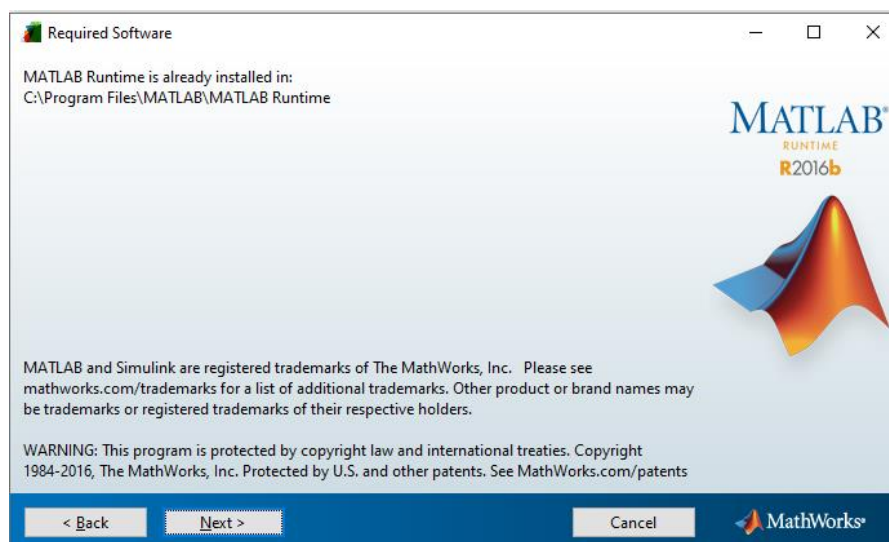 Required Software
MATLAB Runtime is already installed in:
C:\Program Files\MATLAB\MATLAB Runtime
MATLAB®
RUNTIME
R2016b
MATLAB and Simulink are registered trademarks of The MathWorks, Inc. Please see
mathworks.com/trademarks for a list of additional trademarks. Other product or brand names may
be trademarks or registered trademarks of their respective holders.
WARNING: This program is protected by copyright law and international treaties. Copyright
1984-2016, The MathWorks, Inc. Protected by U.S. and other patents. See MathWorks.com/patents
< Back
Next >
Cancel
MathWorks®